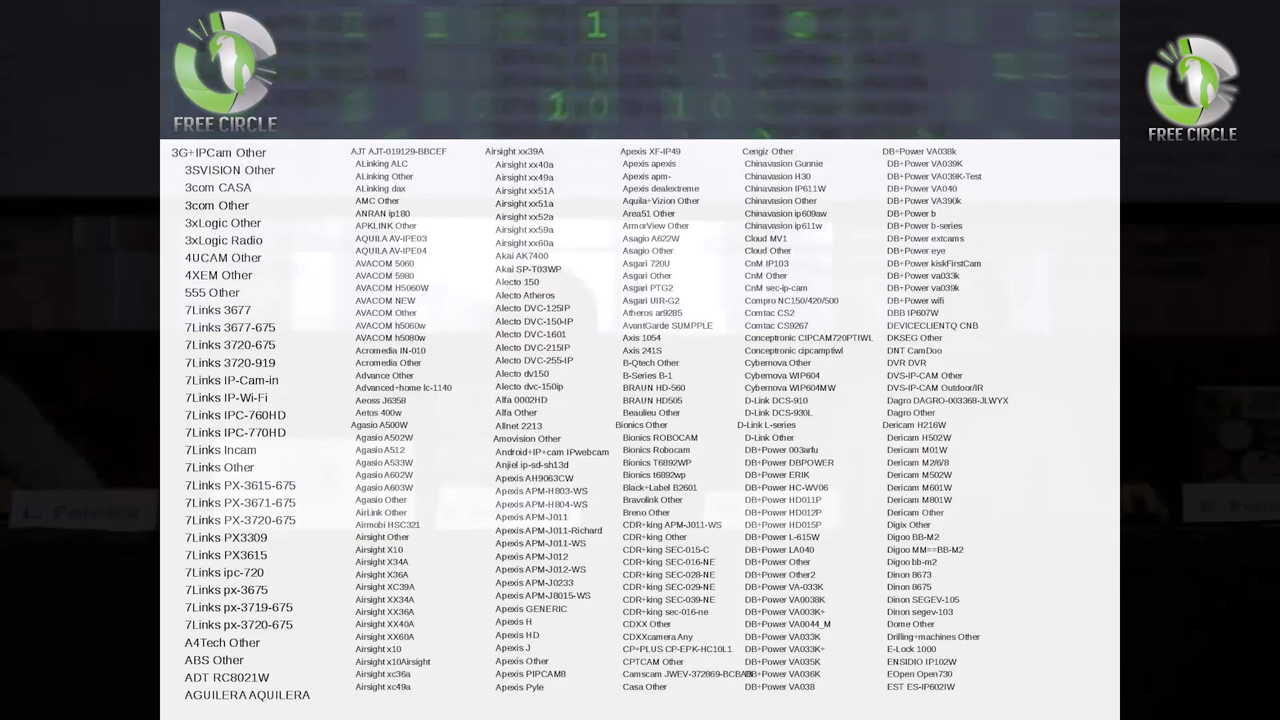 FREE CIRCLE
FREE CIRCLE
3G+IPCam Other
3SVISION Other
3com CASA
3com Other
3xLogic Other
3xLogic Radio
4UCAM Other
4XEM Other
555 Other
7Links 3677
7Links 3677-675
7Links 3720-675
7Links 3720-919
7Links IP-Cam-in
7Links IP-Wi-Fi
7Links IPC-760HD
7Links IPC-770HD
7Links Incam
7Links Other
7Links PX-3615-675
7Links PX-3671-675
7Links PX-3720-675
7Links PX3309
7Links PX3615
7Links ipc-720
7Links px-3675
7Links px-3719-675
7Links px-3720-675
A4Tech Other
ABS Other
ADT RC8021W
AGUILERA AQUILERA
AJT AJT-019129-BBCEF
ALinking ALC
ALinking Other
ALinking dax
AMC Other
ANRAN ip180
APKLINK Other
AQUILA AV-IPE03
AQUILA AV-IPE04
AVACOM 5060
AVACOM 5980
AVACOM H5060W
AVACOM NEW
AVACOM Other
AVACOM h5060w
AVACOM h5080w
Acromedia IN-010
Acromedia Other
Advance Other
Advanced+home lc-1140
Aeoss J6358
Aetos 400w
Agasio A500W
Agasio A502W
Agasio A512
Agasio A533W
Agasio A602W
Agasio A603W
Agasio Other
AirLink Other
Airmobi HSC321
Airsight Other
Airsight X10
Airsight X34A
Airsight X36A
Airsight XC39A
Airsight XX34A
Airsight XX36A
Airsight XX40A
Airsight XX60A
Airsight x10
Airsight x10Airsight
Airsight xc36a
Airsight xc49a
Airsight xx39A
Airsight xx40a
Airsight xx49a
Airsight xx51A
Airsight xx51a
Airsight xx52a
Airsight xx59a
Airsight xx60a
Akai AK7400
Akai SP-T03WP
Alecto 150
Alecto Atheros
Alecto DVC-125IP
Alecto DVC-150-IP
Alecto DVC-1601
Alecto DVC-215IP
Alecto DVC-255-IP
Alecto dv150
Alecto dvc-150ip
Alfa 0002HD
Alfa Other
Allnet 2213
Amovision Other
Android+IP+cam IPwebcam
Anjiel ip-sd-sh13d
Apexis AH9063CW
Apexis APM-H803-WS
Apexis APM-H804-WS
Apexis APM-J011
Apexis APM-J011-Richard
Apexis APM-J011-WS
Apexis APM-J012
Apexis APM-J012-WS
Apexis APM-J0233
Apexis APM-J8015-WS
Apexis GENERIC
Apexis H
Apexis HD
Apexis J
Apexis Other
Apexis PIPCAM8
Apexis Pyle
Apexis XF-IP49
Apexis apexis
Apexis apm-
Apexis dealextreme
Aquila+Vizion Other
Area51 Other
ArmorView Other
Asagio A622W
Asagio Other
Asgari 720U
Asgari Other
Asgari PTG2
Asgari UIR-G2
Atheros ar9285
AvantGarde SUMPPLE
Axis 1054
Axis 241S
B-Qtech Other
B-Series B-1
BRAUN HD-560
BRAUN HD505
Beaulieu Other
Bionics Other
Bionics ROBOCAM
Bionics Robocam
Bionics T6892WP
Bionics t6892wp
Black+Label B2601
Bravolink Other
Breno Other
CDR+king APM-J011-WS
CDR+king Other
CDR+king SEC-015-C
CDR+king SEC-016-NE
CDR+king SEC-028-NE
CDR+king SEC-029-NE
CDR+king SEC-039-NE
CDR+king sec-016-ne
CDXX Other
CDXXcamera Any
CP+PLUS CP-EPK-HC10L1
CPTCAM Other
Camscam JWEV-372869-BCBAB
Casa Other
Cengiz Other
Chinavasion Gunnie
Chinavasion H30
Chinavasion IP611W
Chinavasion Other
Chinavasion ip609aw
Chinavasion ip611w
Cloud MV1
Cloud Other
CnM IP103
CnM Other
CnM sec-ip-cam
Compro NC150/420/500
Comtac CS2
Comtac CS9267
Conceptronic CIPCAM720PTIWL
Conceptronic cipcamptiwl
Cybernova Other
Cybernova WIP604
Cybernova WIP604MW
D-Link DCS-910
D-Link DCS-930L
D-Link L-series
D-Link Other
DB+Power 003arfu
DB+Power DBPOWER
DB+Power ERIK
DB+Power HC-WV06
DB+Power HD011P
DB+Power HD012P
DB+Power HD015P
DB+Power L-615W
DB+Power LA040
DB+Power Other
DB+Power Other2
DB+Power VA-033K
DB+Power VA0038K
DB+Power VA003K+
DB+Power VA0044_M
DB+Power VA033K
DB+Power VA033K+
DB+Power VA035K
DB+Power VA036K
DB+Power VA038
DB+Power VA038k
DB+Power VA039K
DB+Power VA039K-Test
DB+Power VA040
DB+Power VA390k
DB+Power b
DB+Power b-series
DB+Power extcams
DB+Power eye
DB+Power kiskFirstCam
DB+Power va033k
DB+Power va039k
DB+Power wifi
DBB IP607W
DEVICECLIENTQ CNB
DKSEG Other
DNT CamDoo
DVR DVR
DVS-IP-CAM Other
DVS-IP-CAM Outdoor/IR
Dagro DAGRO-003368-JLWYX
Dagro Other
Dericam H216W
Dericam H502W
Dericam M01W
Dericam M2/6/8
Dericam M502W
Dericam M601W
Dericam M801W
Dericam Other
Digix Other
Digoo BB-M2
Digoo MM==BB-M2
Digoo bb-m2
Dinon 8673
Dinon 8675
Dinon SEGEV-105
Dinon segev-103
Dome Other
Drilling+machines Other
E-Lock 1000
ENSIDIO IP102W
EOpen Open730
EST ES-IP602IW